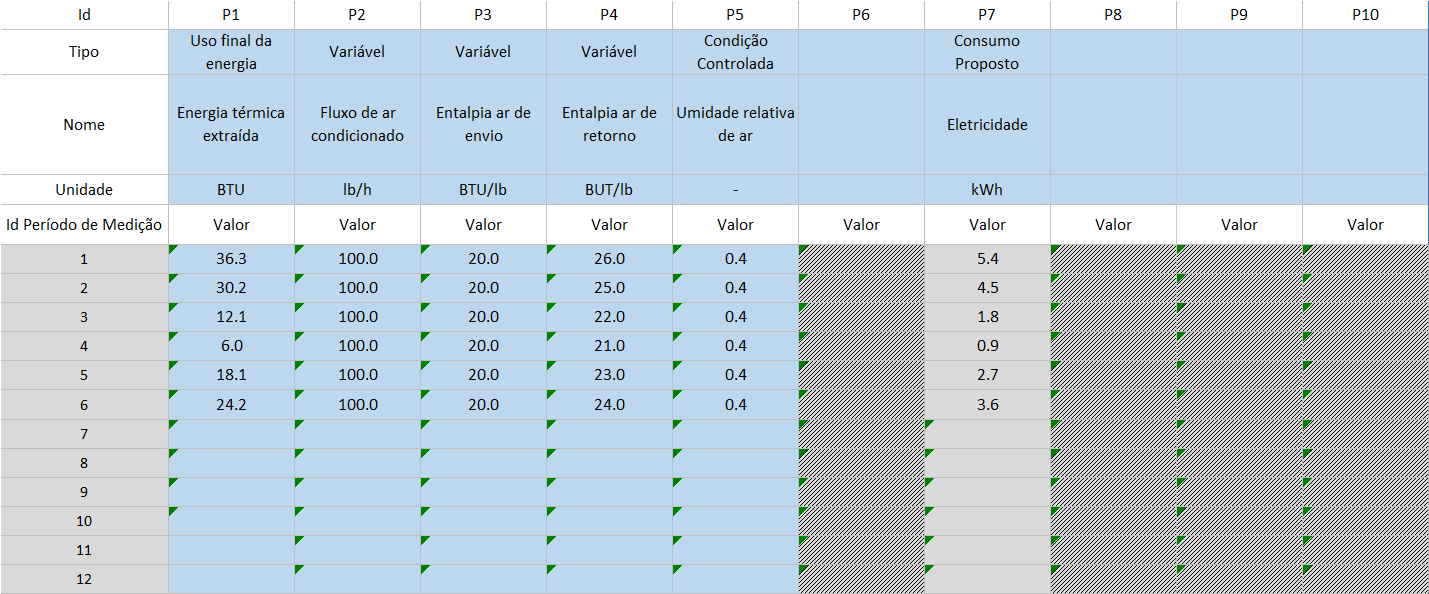 Id P1 P2 P3 P4 P5 P6 P7 P8 P9 P10
Tipo Uso final da energia Variável Variável Variável Condição Controlada Consumo Proposto
Nome Energia térmica extraída Fluxo de ar condicionado Entalpia ar de envio Entalpia ar de retorno Umidade relativa de ar Eletricidade
Unidade BTU lb/h BTU/lb BUT/lb - kWh
Id Período de Medição Valor Valor Valor Valor Valor Valor Valor Valor Valor Valor
1 36.3 100.0 20.0 26.0 0.4 5.4
2 30.2 100.0 20.0 25.0 0.4 4.5
3 12.1 100.0 20.0 22.0 0.4 1.8
4 6.0 100.0 20.0 21.0 0.4 0.9
5 18.1 100.0 20.0 23.0 0.4 2.7
6 24.2 100.0 20.0 24.0 0.4 3.6
7
8
9
10
11
12